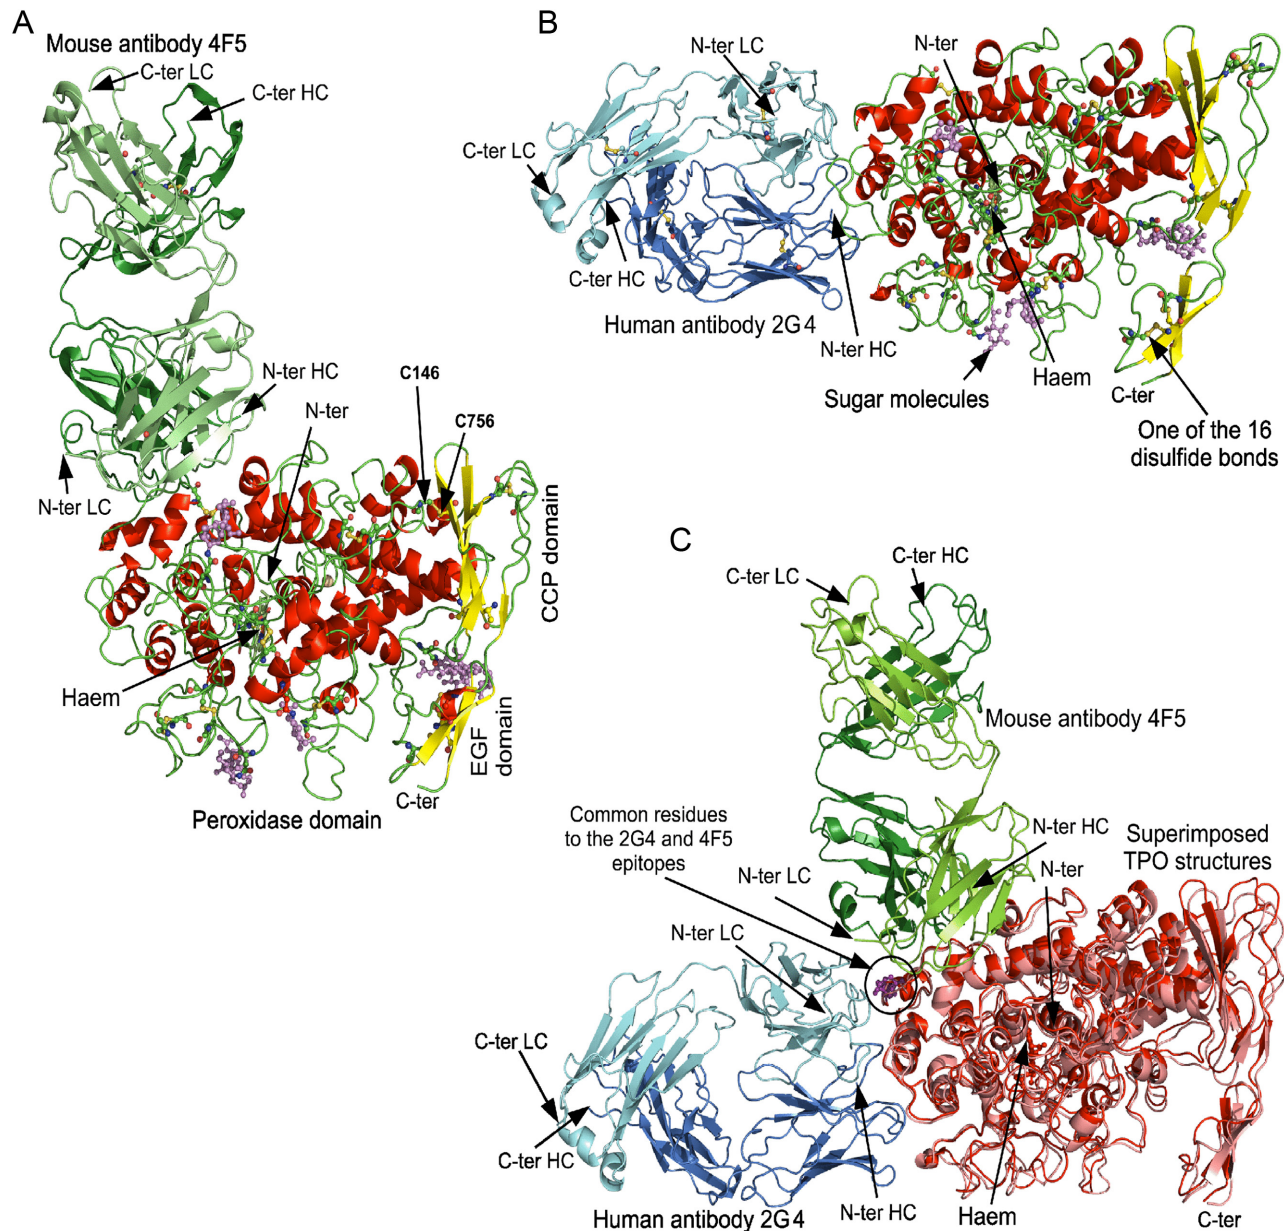 A
Mouse antibody 4F5
C-ter LC
C-ter HC
N-ter HC
N-ter
C146
C756
N-ter LC
CCP domain
Haem
EGF
domain
C-ter
Peroxidase domain
B
N-ter LC
N-ter
C-ter LC
C-ter HC
Human antibody 2G4
N-ter HC
Sugar molecules
Haem
C-ter
One of the 16
disulfide bonds
C
C-ter LC
C-ter HC
Mouse antibody 4F5
Common residues
to the 2G4 and 4F5
epitopes
N-ter HC
Superimposed
TPO structures
N-ter LC
N-ter
N-ter LC
C-ter LC
C-ter HC
Human antibody 2G4
N-ter HC
Haem
C-ter